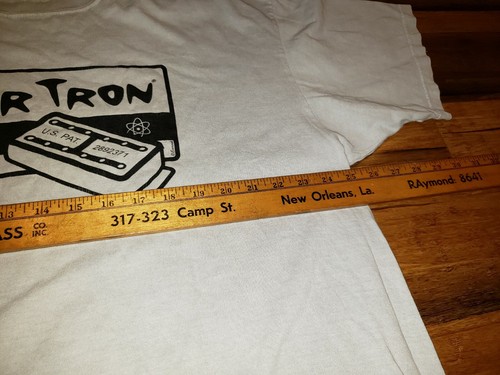 R TRON®
U.S. PAT 2892371
13 14 15 16 17 18 19 20 21 22 23 24 25 26 27 28
ASS CO. INC. 317-323 Camp St. New Orleans, La. RAymond: 8641